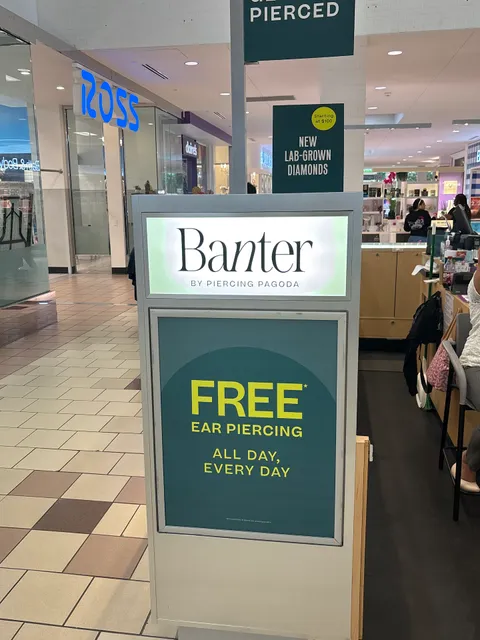 PIERCED
ROSS
Starting
at $100
NEW
LAB-GROWN
DIAMONDS
Banter
BY PIERCING PAGODA
FREE*
EAR PIERCING
ALL DAY,
EVERY DAY